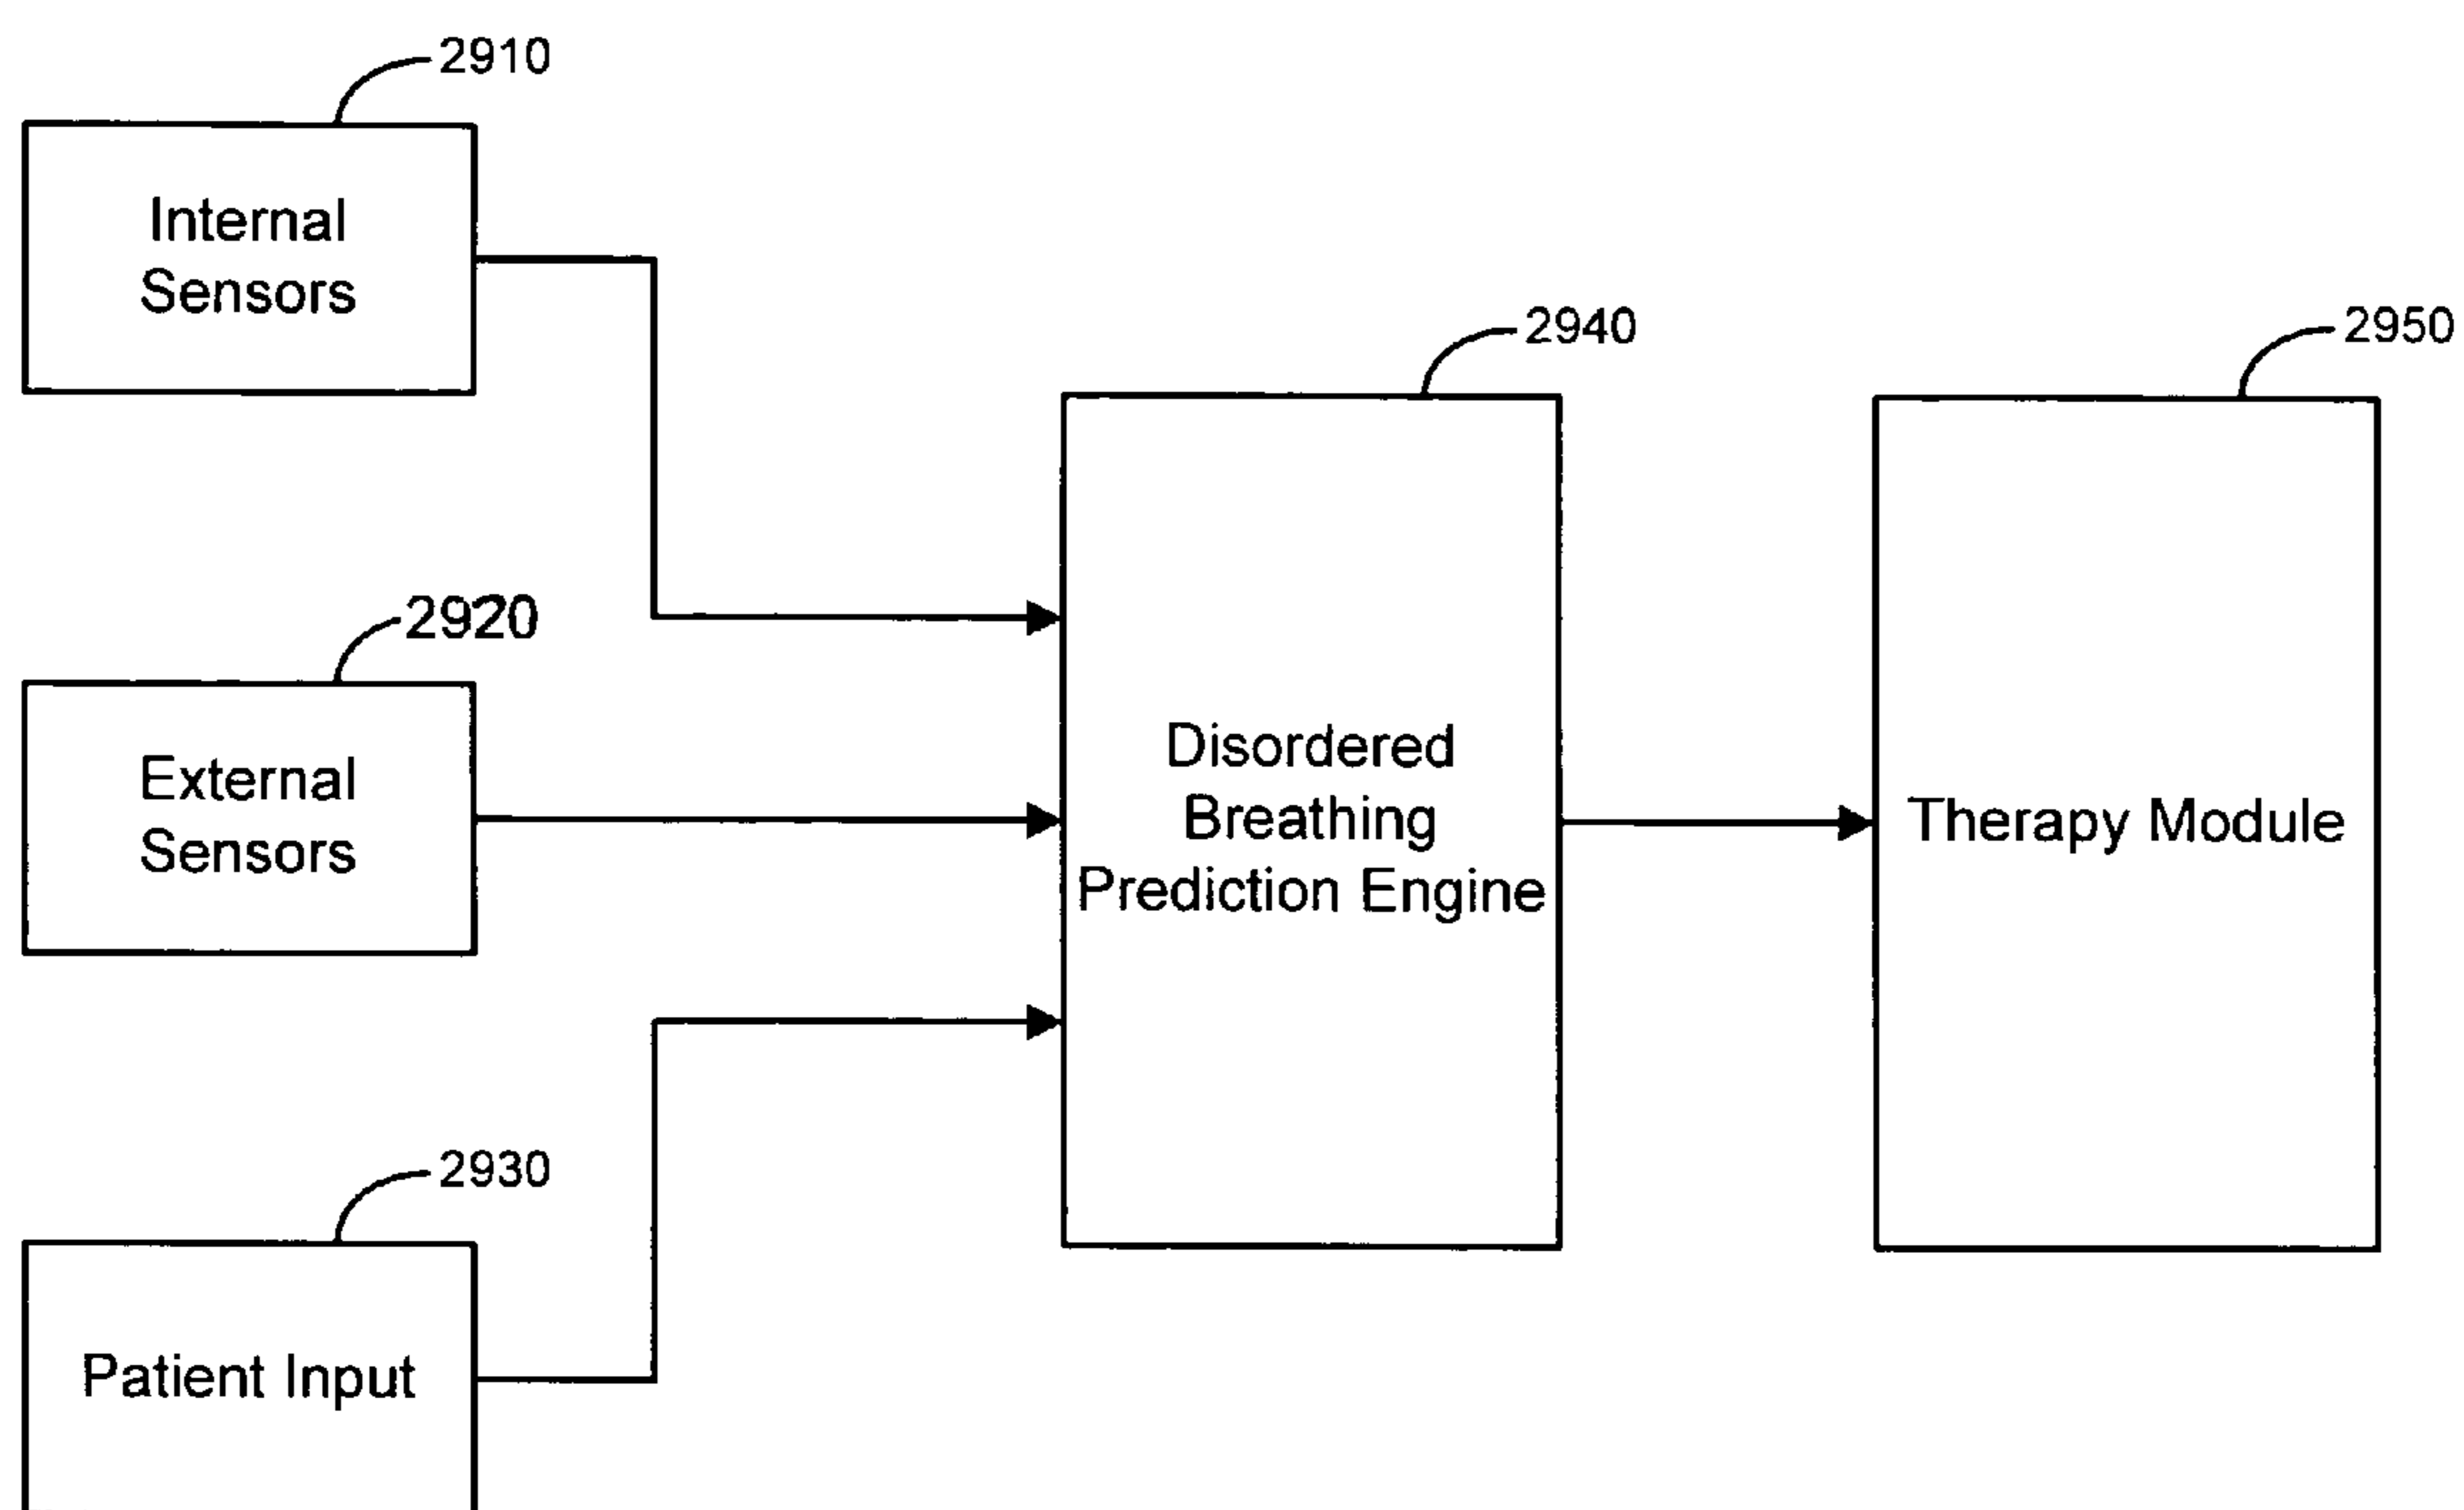 2910
Internal
Sensors
2920
External
Sensors
2930
Patient Input
2940
Disordered
Breathing
Prediction Engine
2950
Therapy Module